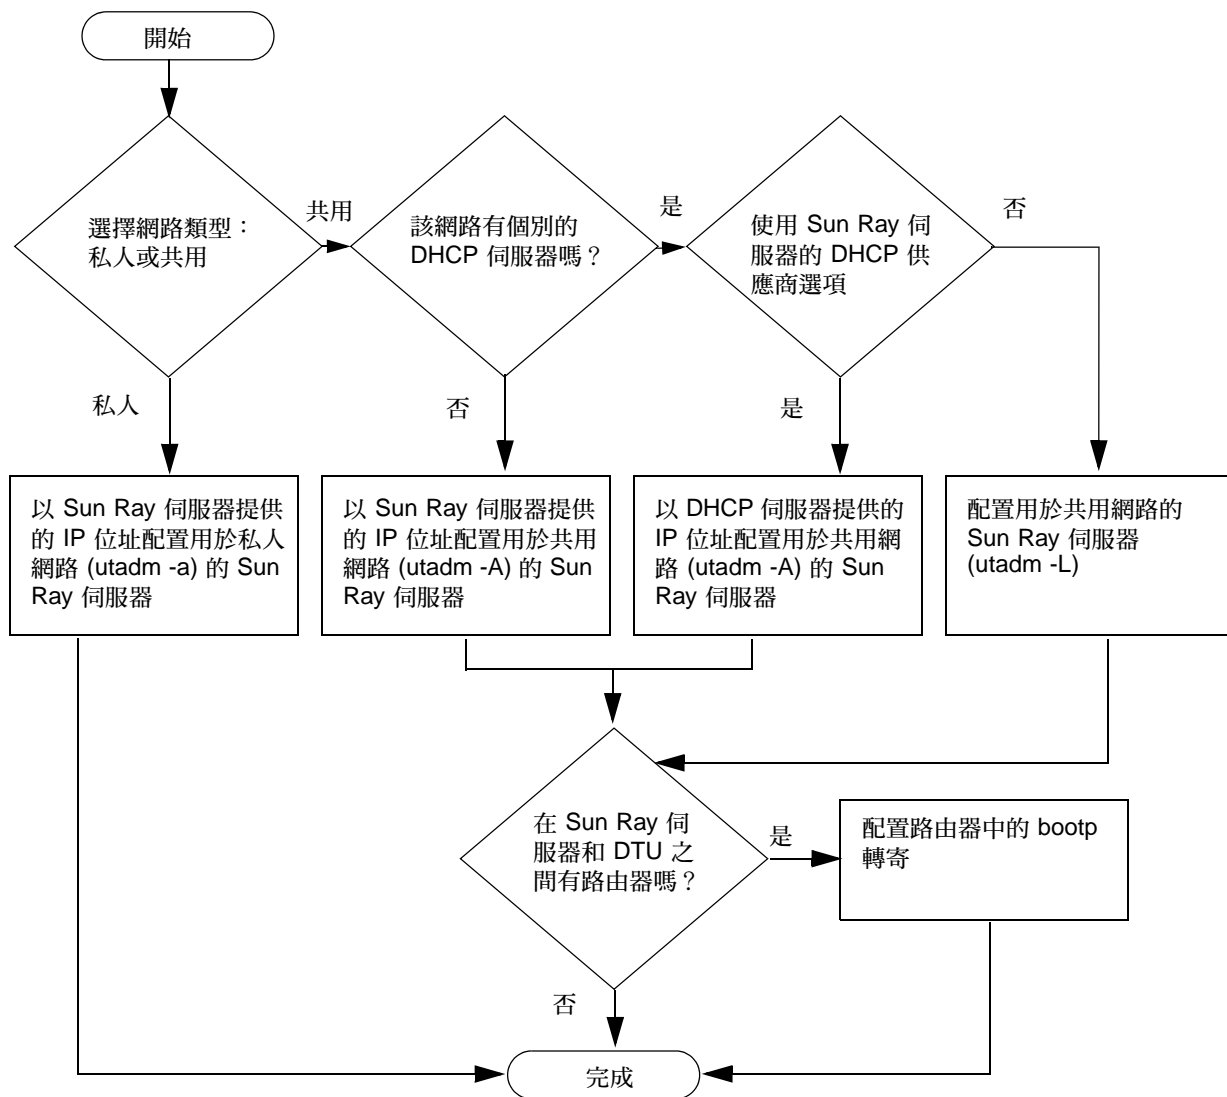 開始
選擇網路類型：
私人或共用
共用
該網路有個別的
DHCP 伺服器嗎？
是
使用 Sun Ray 伺
服器的 DHCP 供
應商選項
否
私人
否
是
以 Sun Ray 伺服器提供
的 IP 位址配置用於私人
網路 (utadm -a) 的 Sun
Ray 伺服器
以 Sun Ray 伺服器提供
的 IP 位址配置用於共用
網路 (utadm -A) 的 Sun
Ray 伺服器
以 DHCP 伺服器提供的
IP 位址配置用於共用網
路 (utadm -A) 的 Sun
Ray 伺服器
配置用於共用網路的
Sun Ray 伺服器
(utadm -L)
在 Sun Ray 伺
服器和 DTU 之
間有路由器嗎？
是
配置路由器中的 bootp
轉寄
否
完成